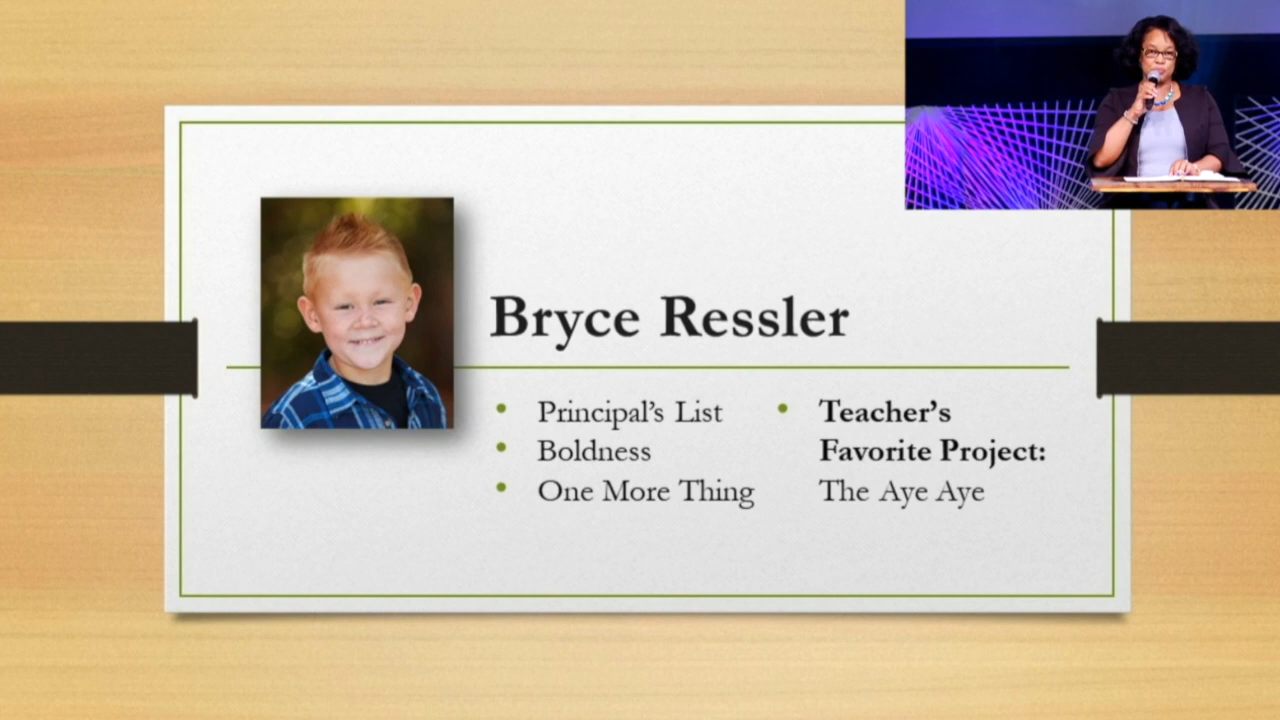 Bryce Ressler
• Principal's List
• Boldness
• One More Thing
• Teacher's
Favorite Project:
The Aye Aye